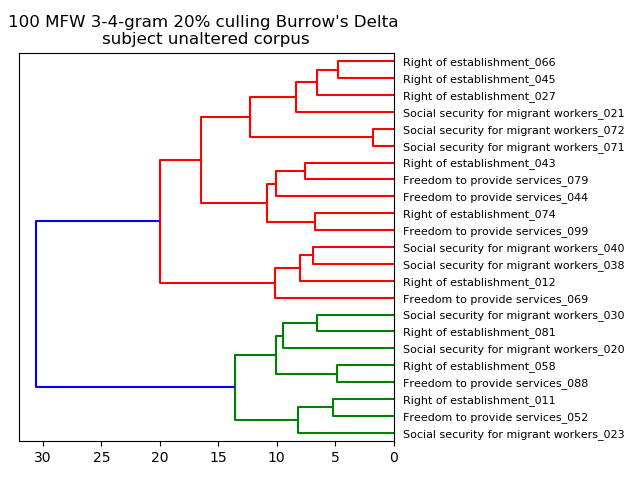 100 MFW 3-4-gram 20% culling Burrow's Delta
subject unaltered corpus
Right of establishment_066
Right of establishment_045
Right of establishment_027
Social security for migrant workers_021
Social security for migrant workers_072
Social security for migrant workers_071
Right of establishment_043
Freedom to provide services_079
Freedom to provide services_044
Right of establishment_074
Freedom to provide services_099
Social security for migrant workers_040
Social security for migrant workers_038
Right of establishment_012
Freedom to provide services_069
Social security for migrant workers_030
Right of establishment_081
Social security for migrant workers_020
Right of establishment_058
Freedom to provide services_088
Right of establishment_011
Freedom to provide services_052
Social security for migrant workers_023
30 25 20 15 10 5 0